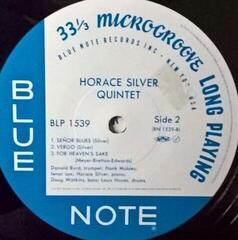 33⅓ MICROGROOVE LONG PLAYING
BLUE NOTE RECORDS INC · NEW YORK · USA
HORACE SILVER
QUINTET
BLP 1539
Side 2
(BN 1539-B)
1. SEÑOR BLUES (Silver)
2. VIRGO (Silver)
3. FOR HEAVEN'S SAKE
(Meyer-Bretton-Edwards)
Donald Byrd, trumpet; Hank Mobley,
tenor sax; Horace Silver, piano;
Doug Watkins, bass; Louis Hayes, drums.
BLUE
NOTE